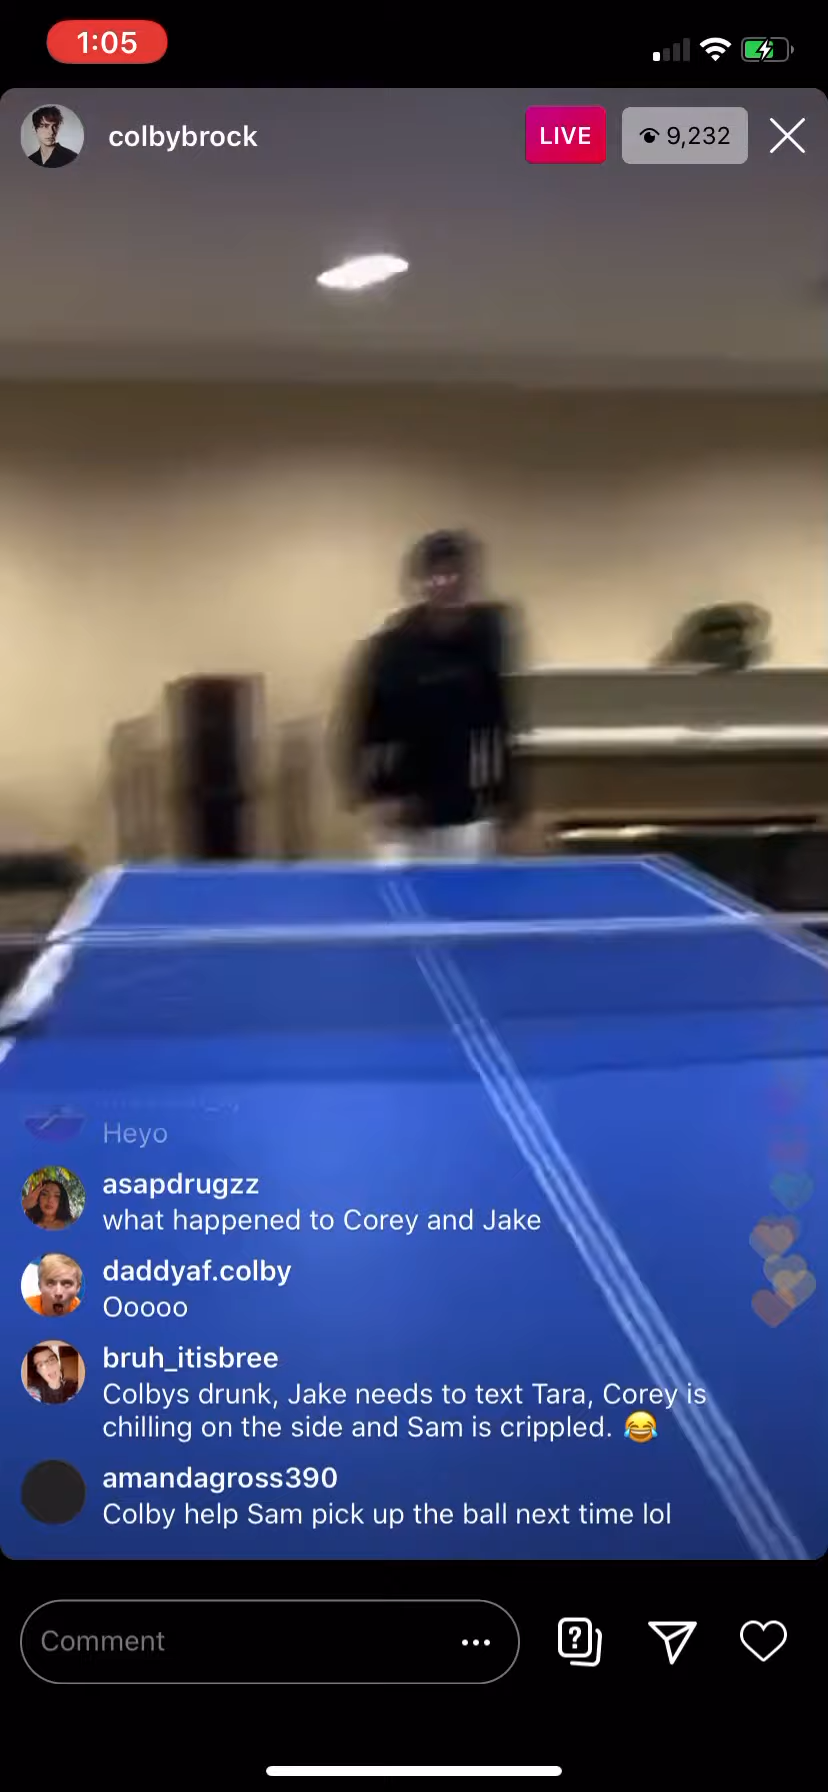 1:05
colbybrock
LIVE
9,232
Heyo
asapdrugzz
what happened to Corey and Jake
daddyaf.colby
Ooooo
bruh_itisbree
Colbys drunk, Jake needs to text Tara, Corey is
chilling on the side and Sam is crippled. 😂
amandagross390
Colby help Sam pick up the ball next time lol
Comment